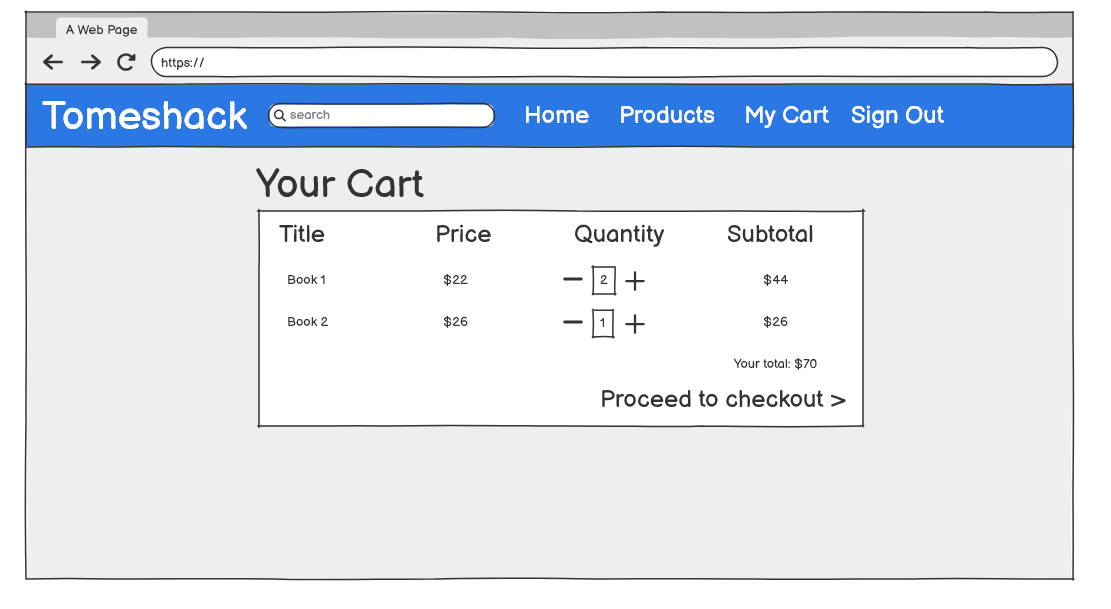 A Web Page
https://
Tomeshack search Home Products My Cart Sign Out
Your Cart
Title Price Quantity Subtotal
Book 1 $22 2 $44
Book 2 $26 1 $26
Your total: $70
Proceed to checkout >